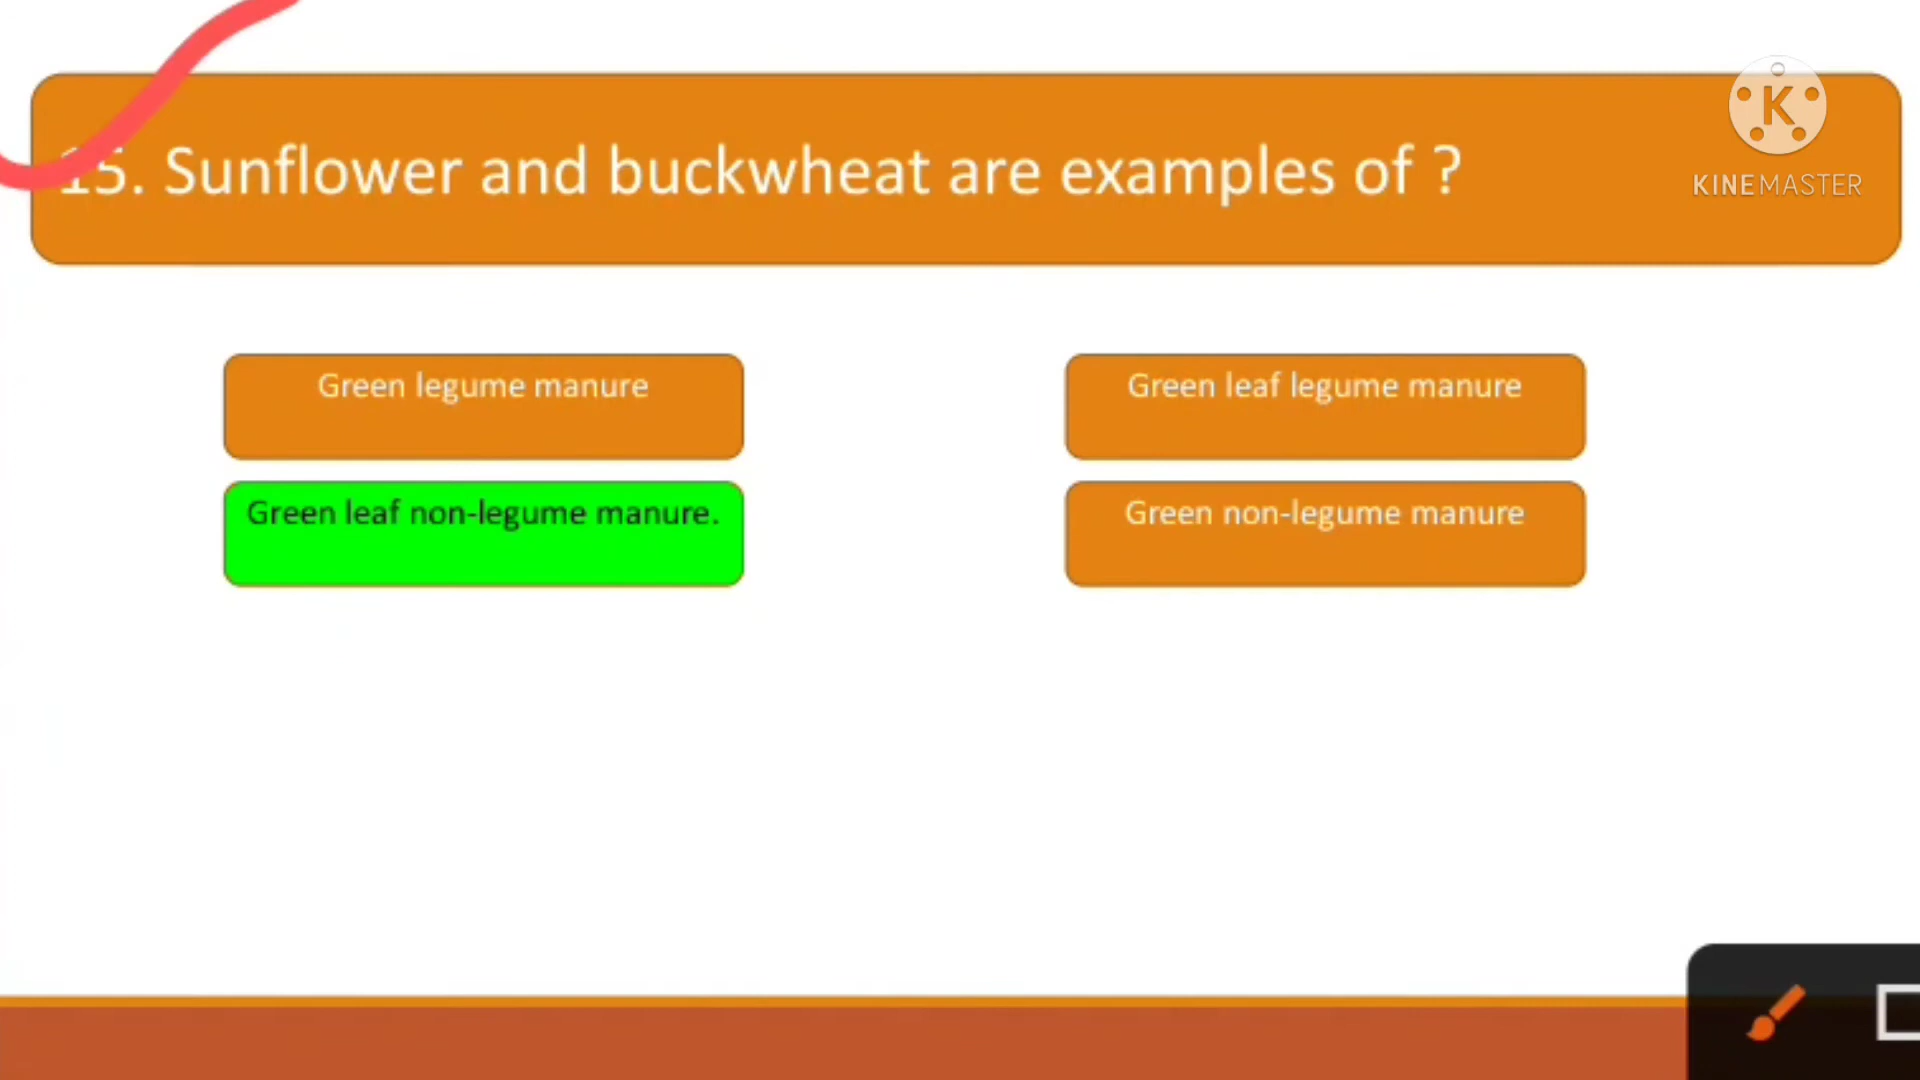 15. Sunflower and buckwheat are examples of ?
KINEMASTER
Green legume manure
Green leaf legume manure
Green leaf non-legume manure.
Green non-legume manure